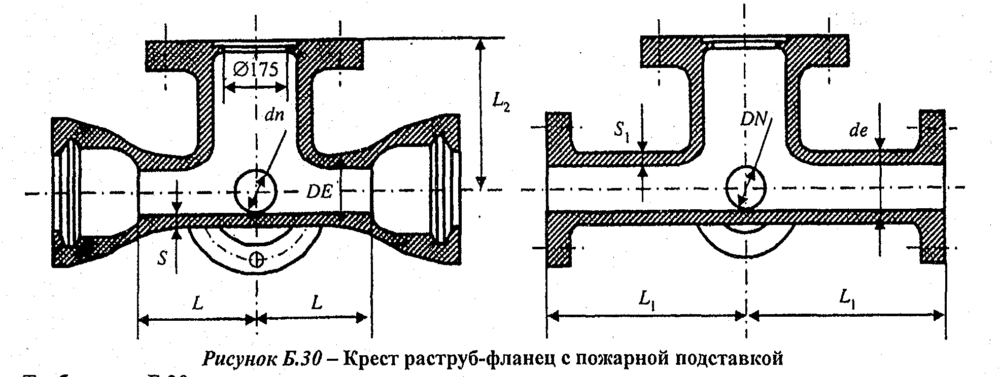 Ø175
dn
L2
DE
S
L
L
S1
DN
de
L1
L1
Рисунок Б.30 – Крест раструб-фланец с пожарной подставкой